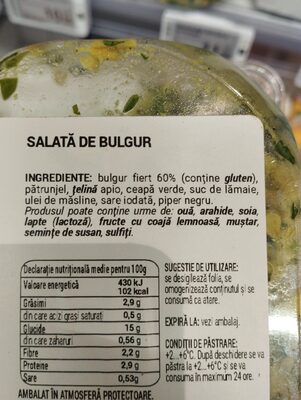 SALATĂ DE BULGUR
INGREDIENTE: bulgur fiert 60% (conține gluten),
pătrunjel, țelină apio, ceapă verde, suc de lămaie,
ulei de măsline, sare iodată, piper negru.
Produsul poate conține urme de: ouă, arahide, soia,
lapte (lactoză), fructe cu coajă lemnoasă, muștar,
semințe de susan, sulfiți.
Declarație nutrițională medie pentru 100g
Valoare energetică 430 kJ
102 kcal
Grăsimi 2,9 g
din care acizi grași saturați 0,5 g
Glucide 15 g
din care zaharuri 0,56 g
Fibre 2,2 g
Proteine 2,9 g
Sare 0,53g
SUGESTIE DE UTILIZARE:
se desigilează folia, se
omogenizează conținutul și se
consumă ca atare.
EXPIRĂ LA: vezi ambalaj.
CONDIȚII DE PĂSTRARE:
+2...+6°C. După deschidere se va
păstra la +2...+6°C și se va
consuma în maximum 24 ore.
AMBALAT ÎN ATMOSFERĂ PROTECTOARE.